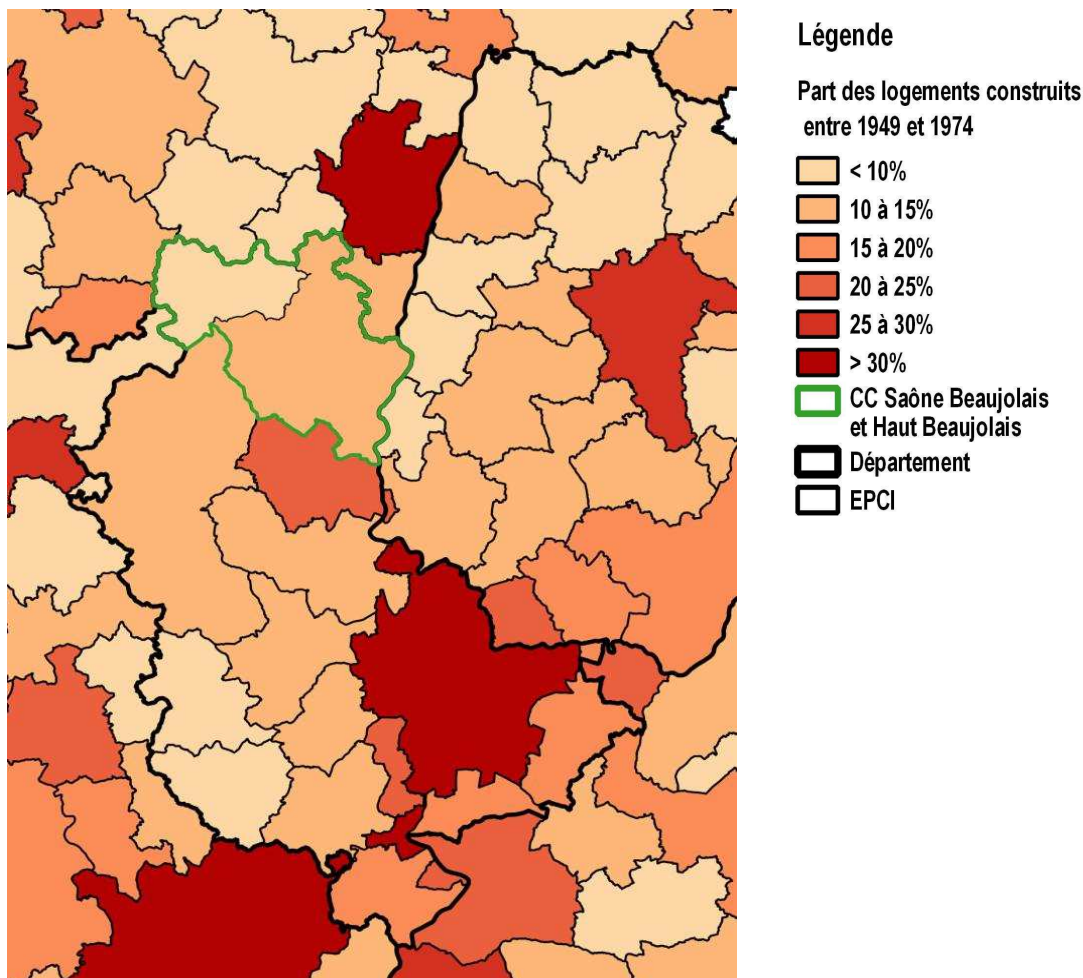 Légende
Part des logements construits
entre 1949 et 1974
< 10%
10 à 15%
15 à 20%
20 à 25%
25 à 30%
> 30%
CC Saône Beaujolais
et Haut Beaujolais
Département
EPCI